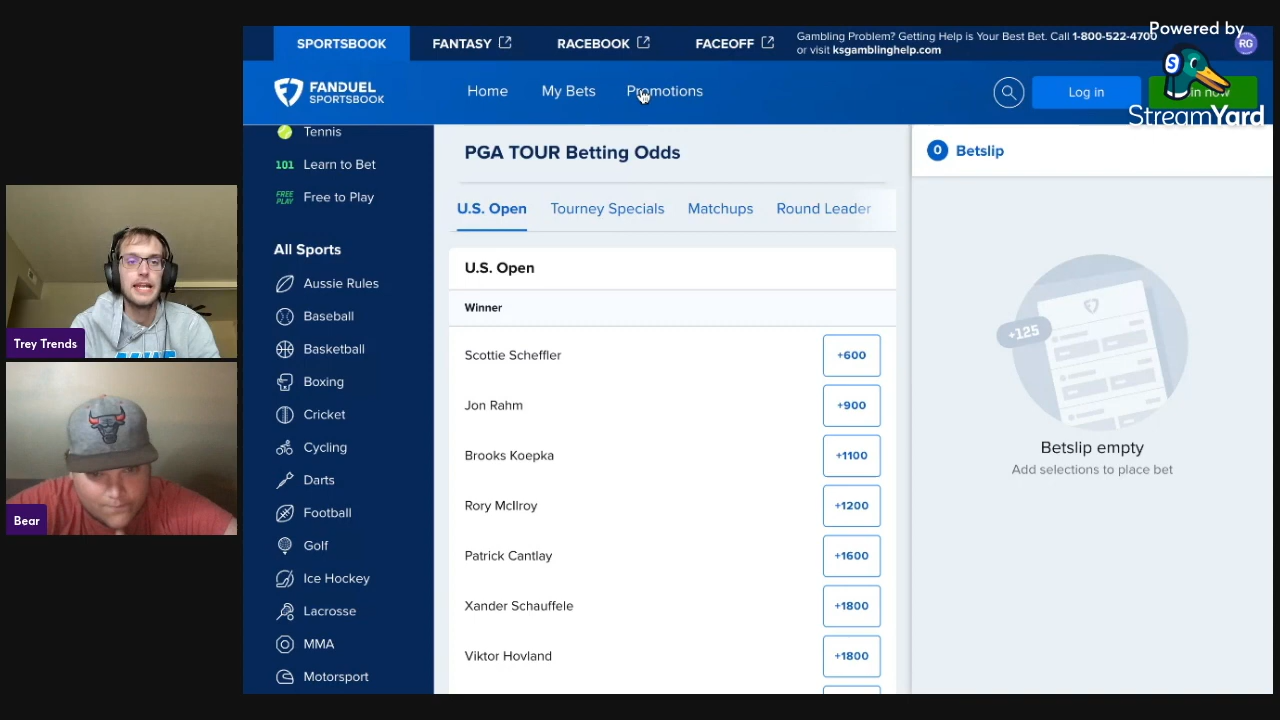 SPORTSBOOK
FANTASY
RACEBOOK
FACEOFF
Gambling Problem? Getting Help is Your Best Bet. Call 1-800-522-4700
or visit ksgamblinghelp.com
Powered by
RG
S
StreamYard
FANDUEL
SPORTSBOOK
Home
My Bets
Promotions
Log in
Tennis
101 Learn to Bet
FREE PLAY Free to Play
All Sports
Aussie Rules
Baseball
Basketball
Boxing
Cricket
Cycling
Darts
Football
Golf
Ice Hockey
Lacrosse
MMA
Motorsport
PGA TOUR Betting Odds
U.S. Open
Tourney Specials
Matchups
Round Leader
U.S. Open
Winner
Scottie Scheffler +600
Jon Rahm +900
Brooks Koepka +1100
Rory McIlroy +1200
Patrick Cantlay +1600
Xander Schauffele +1800
Viktor Hovland +1800
0 Betslip
+125
Betslip empty
Add selections to place bet
Trey Trends
Bear